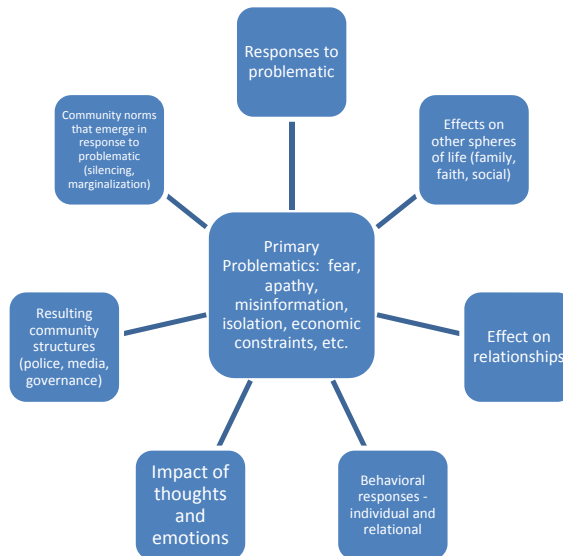 Responses to
problematic
Effects on
other spheres
of life (family,
faith, social)
Effect on
relationships
Behavioral
responses -
individual and
relational
Impact of
thoughts
and
emotions
Resulting
community
structures
(police, media,
governance)
Community norms
that emerge in
response to
problematic
(silencing,
marginalization)
Primary
Problematics:  fear,
apathy,
misinformation,
isolation, economic
constraints, etc.